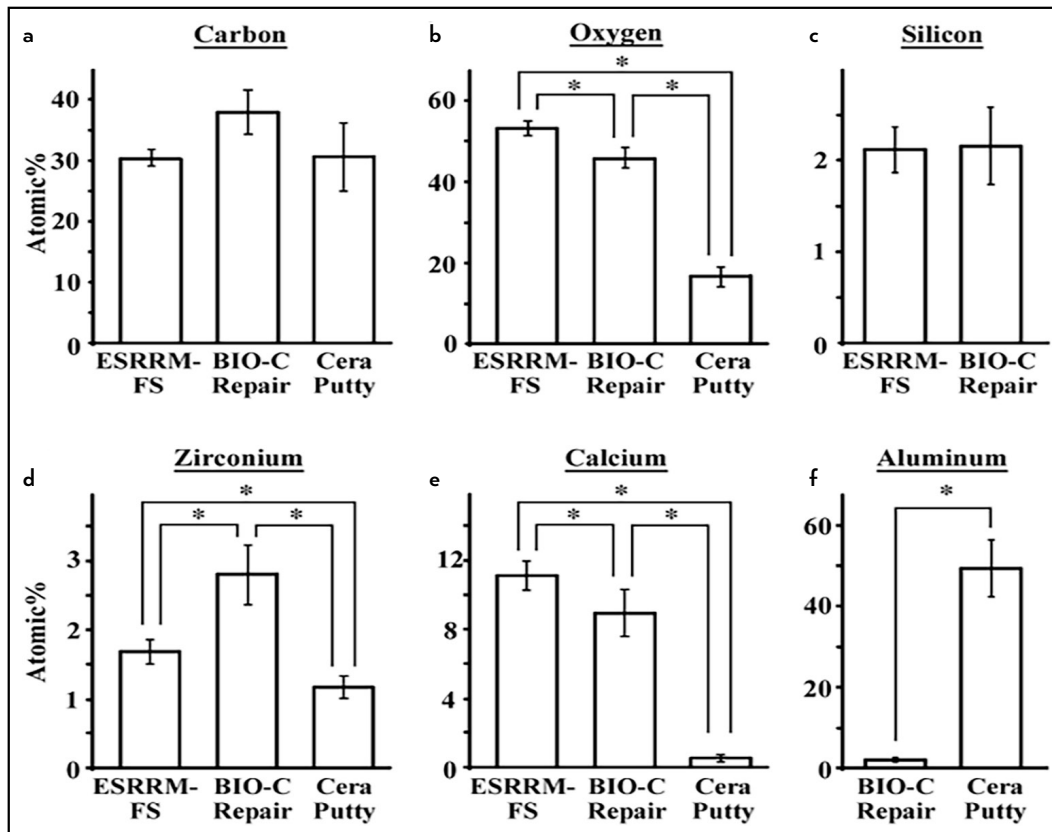 a
Carbon
Atomic%
40
30
20
10
0
ESRRM-
FS
BIO-C
Repair
Cera
Putty
b
Oxygen
*
*
*
60
40
20
0
ESRRM-
FS
BIO-C
Repair
Cera
Putty
c
Silicon
2
1
0
ESRRM-
FS
BIO-C
Repair
d
Zirconium
Atomic%
*
*
*
3
2
1
0
ESRRM-
FS
BIO-C
Repair
Cera
Putty
e
Calcium
*
*
*
12
8
4
0
ESRRM-
FS
BIO-C
Repair
Cera
Putty
f
Aluminum
*
60
40
20
0
BIO-C
Repair
Cera
Putty